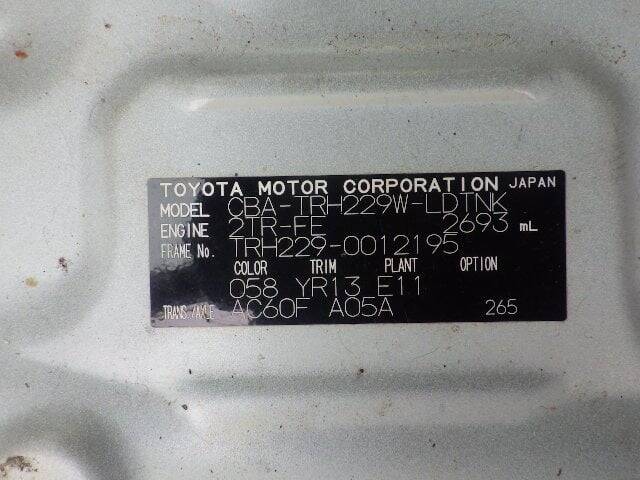 TOYOTA MOTOR CORPORATION JAPAN
MODEL CBA-TRH229W-LDTNK
ENGINE 2TR-FE 2693 mL
FRAME No. TRH229-0012195
COLOR TRIM PLANT OPTION
058 YR13 E11
TRANS./AXLE AC60F A05A 265